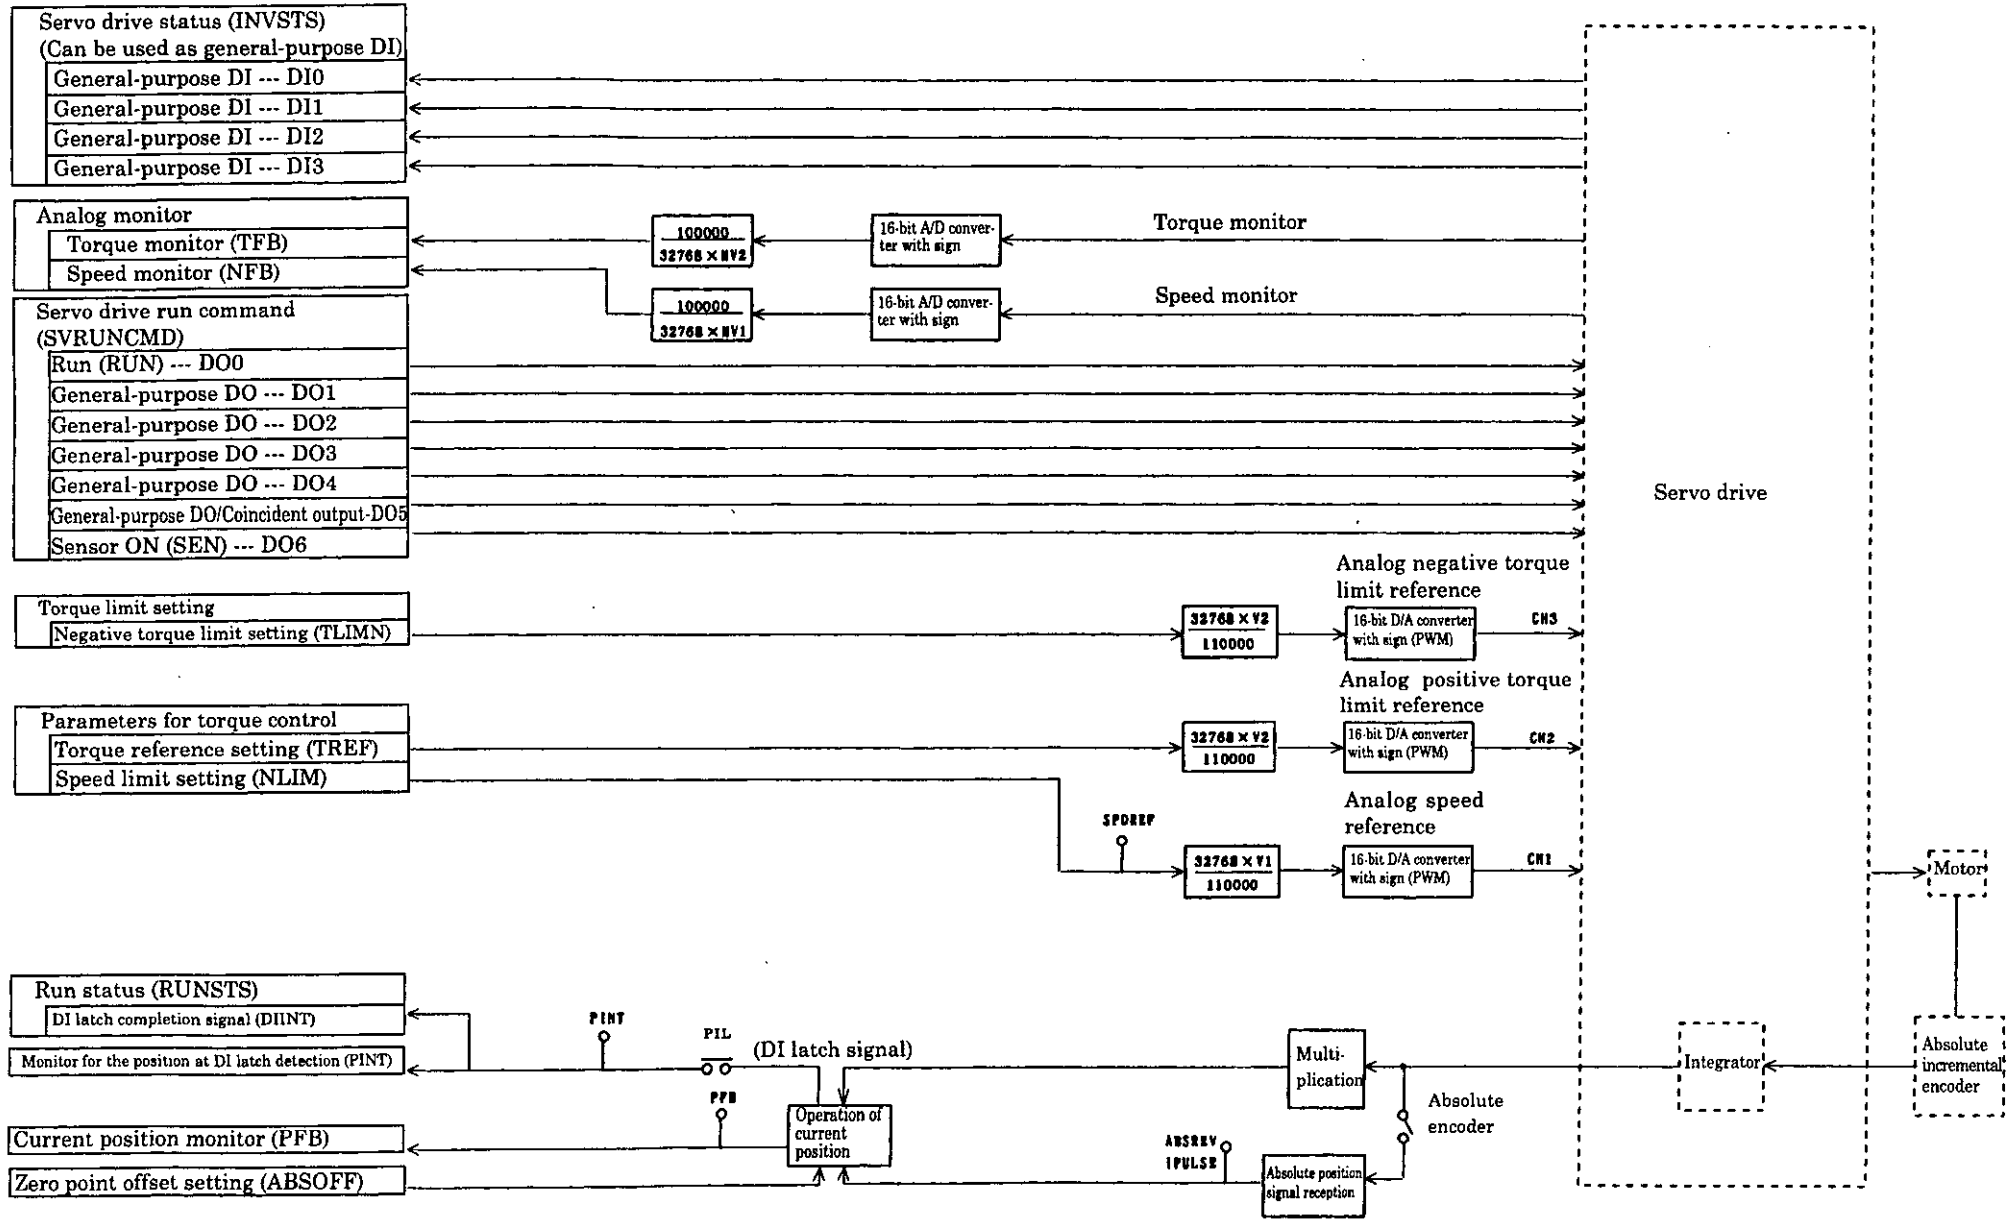 Servo drive status (INVSTS)
(Can be used as general-purpose DI)
General-purpose DI --- DI0
General-purpose DI --- DI1
General-purpose DI --- DI2
General-purpose DI --- DI3
Analog monitor
Torque monitor (TFB)
Speed monitor (NFB)
100000
32768 × NV2
16-bit A/D conver-
ter with sign
Torque monitor
100000
32768 × NV1
16-bit A/D conver-
ter with sign
Speed monitor
Servo drive run command
(SVRUNCMD)
Run (RUN) --- DO0
General-purpose DO --- DO1
General-purpose DO --- DO2
General-purpose DO --- DO3
General-purpose DO --- DO4
General-purpose DO/Coincident output-DO5
Sensor ON (SEN) --- DO6
Servo drive
Torque limit setting
Negative torque limit setting (TLIMN)
32768 × V2
110000
Analog negative torque
limit reference
16-bit D/A converter
with sign (PWM)
CH3
Parameters for torque control
Torque reference setting (TREF)
Speed limit setting (NLIM)
32768 × V2
110000
Analog positive torque
limit reference
16-bit D/A converter
with sign (PWM)
CH2
SPDREF
32768 × V1
110000
Analog speed
reference
16-bit D/A converter
with sign (PWM)
CH1
Motor
Run status (RUNSTS)
DI latch completion signal (DIINT)
Monitor for the position at DI latch detection (PINT)
PINT
PIL
(DI latch signal)
Multi-
plication
Integrator
Absolute
incremental
encoder
PFB
Operation of
current
position
Absolute
encoder
Current position monitor (PFB)
Zero point offset setting (ABSOFF)
ABSREV
IPULSE
Absolute position
signal reception